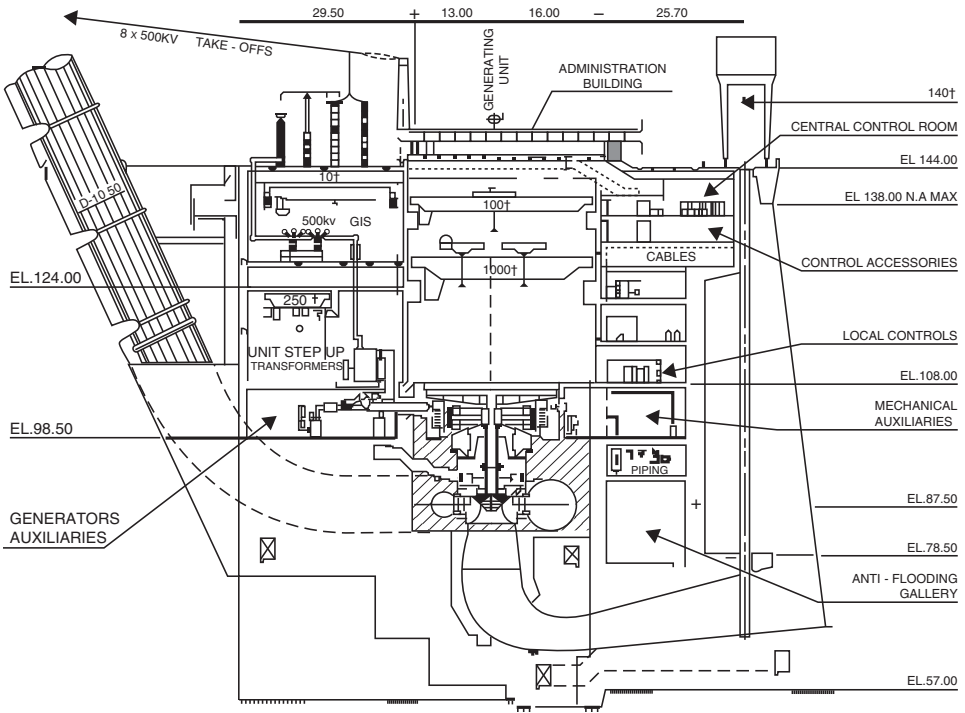 29.50 + 13.00 16.00 – 25.70
8 x 500KV TAKE - OFFS
GENERATING
UNIT
ADMINISTRATION
BUILDING
140†
CENTRAL CONTROL ROOM
EL 144.00
10†
D-10 50
100†
EL 138.00 N.A MAX
500kv GIS
CABLES
CONTROL ACCESSORIES
1000†
EL.124.00
250 †
UNIT STEP UP
TRANSFORMERS
LOCAL CONTROLS
EL.108.00
MECHANICAL
AUXILIARIES
EL.98.50
PIPING
EL.87.50
+
GENERATORS
AUXILIARIES
EL.78.50
–
ANTI - FLOODING
GALLERY
EL.57.00